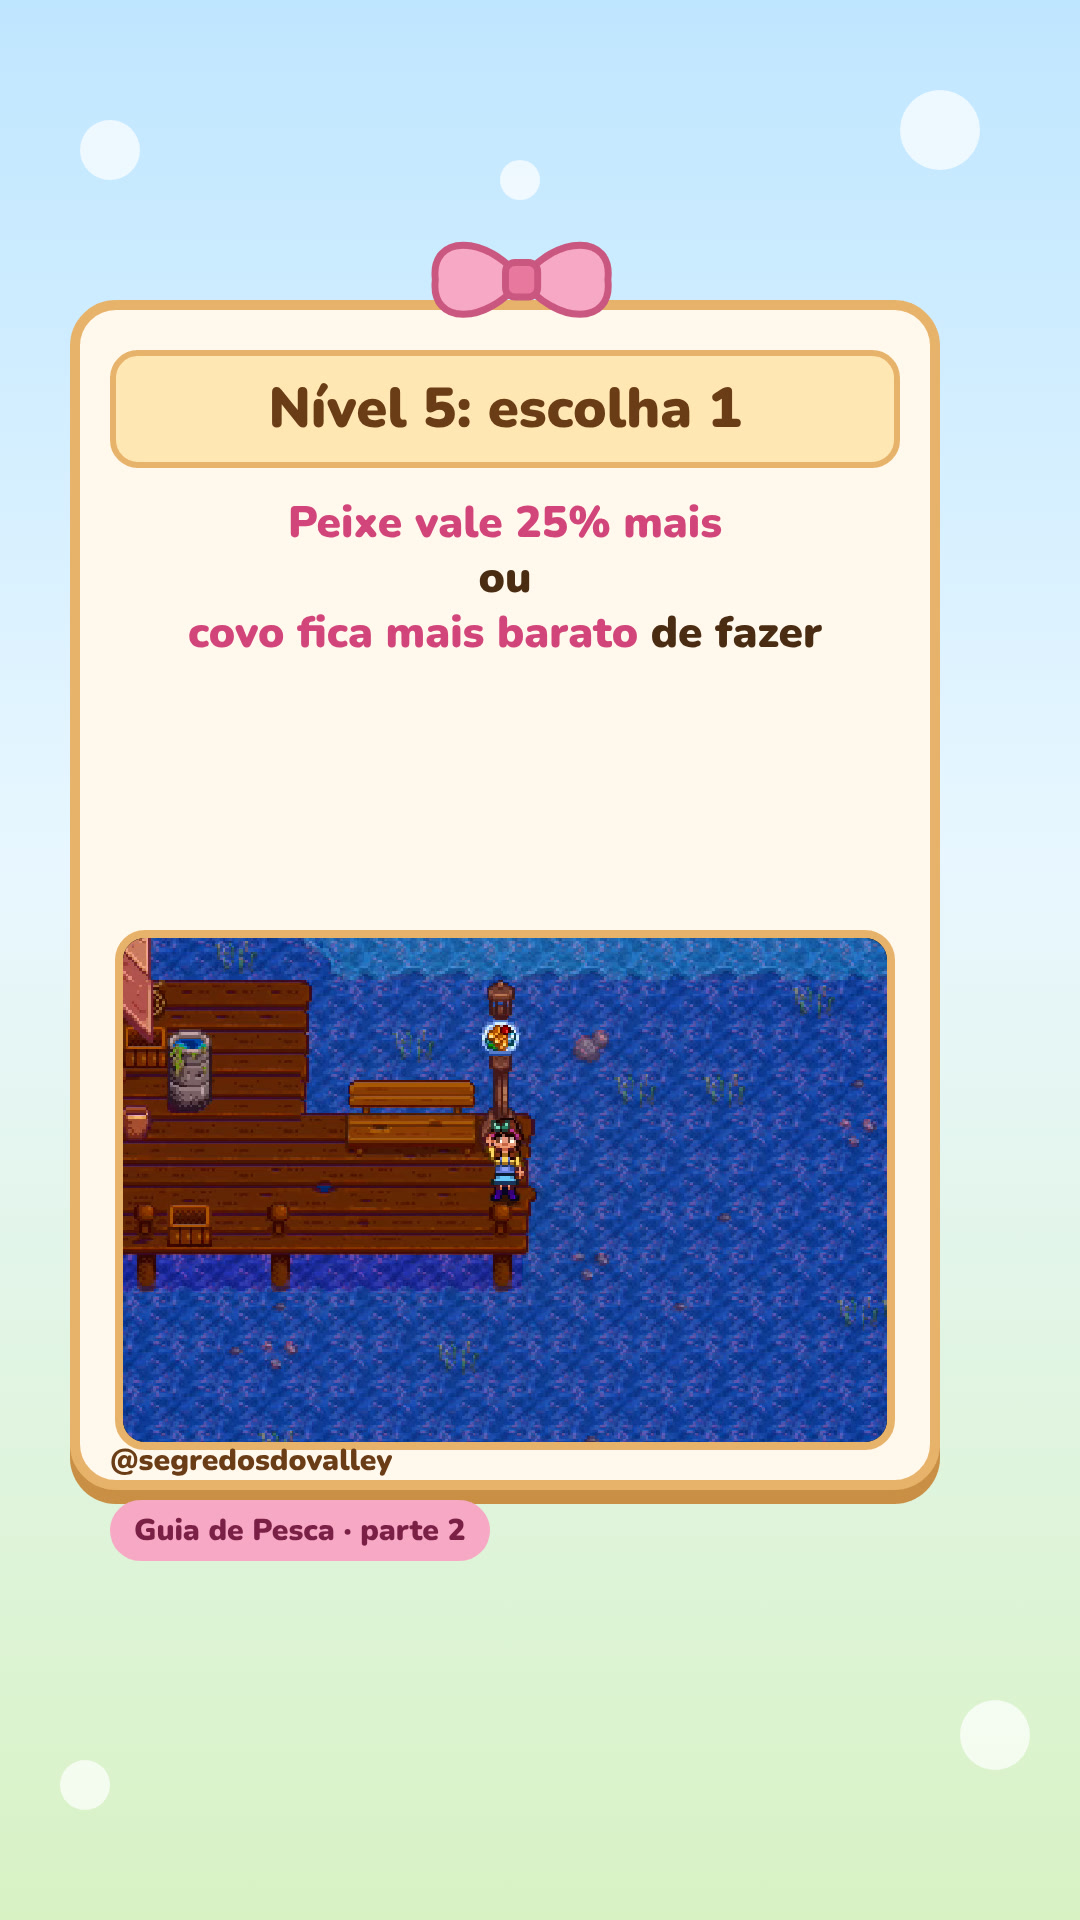 Nível 5: escolha 1
Peixe vale 25% mais
ou
covo fica mais barato de fazer
@segredosdovalley
Guia de Pesca · parte 2